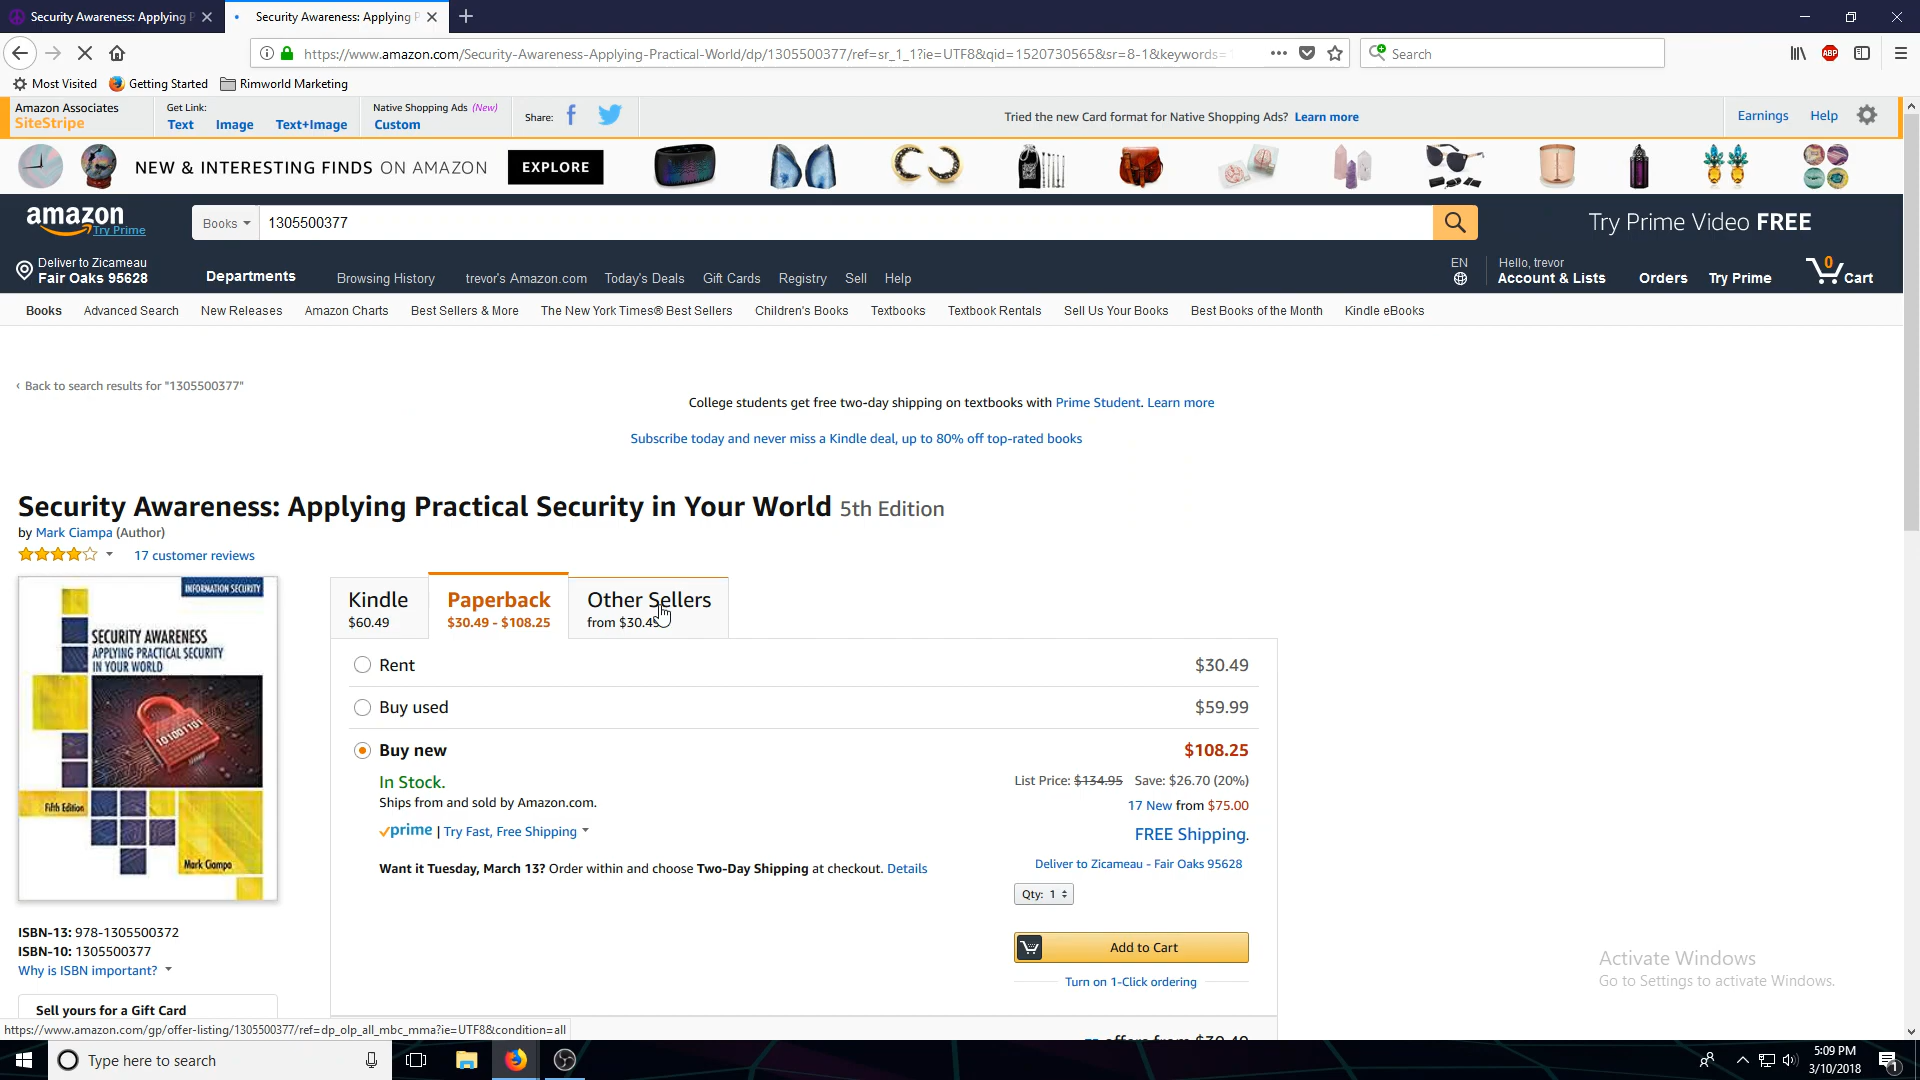 Security Awareness: Applying P
Security Awareness: Applying P
https://www.amazon.com/Security-Awareness-Applying-Practical-World/dp/1305500377/ref=sr_1_1?ie=UTF8&qid=1520730565&sr=8-1&keywords=
Search
ABP
Most Visited
Getting Started
Rimworld Marketing
Amazon Associates
SiteStripe
Get Link:
Text
Image
Text+Image
Native Shopping Ads (New)
Custom
Share:
Tried the new Card format for Native Shopping Ads? Learn more
Earnings
Help
NEW & INTERESTING FINDS ON AMAZON
EXPLORE
amazon
Try Prime
Books
1305500377
Try Prime Video FREE
Deliver to Zicameau
Fair Oaks 95628
Departments
Browsing History
trevor's Amazon.com
Today's Deals
Gift Cards
Registry
Sell
Help
EN
Hello, trevor
Account & Lists
Orders
Try Prime
0
Cart
Books
Advanced Search
New Releases
Amazon Charts
Best Sellers & More
The New York Times® Best Sellers
Children's Books
Textbooks
Textbook Rentals
Sell Us Your Books
Best Books of the Month
Kindle eBooks
‹ Back to search results for "1305500377"
College students get free two-day shipping on textbooks with Prime Student. Learn more
Subscribe today and never miss a Kindle deal, up to 80% off top-rated books
Security Awareness: Applying Practical Security in Your World 5th Edition
by Mark Ciampa (Author)
17 customer reviews
INFORMATION SECURITY
SECURITY AWARENESS
APPLYING PRACTICAL SECURITY
IN YOUR WORLD
101001101
Fifth Edition
Mark Ciampa
Kindle
$60.49
Paperback
$30.49 - $108.25
Other Sellers
from $30.49
Rent
$30.49
Buy used
$59.99
Buy new
$108.25
In Stock.
Ships from and sold by Amazon.com.
prime | Try Fast, Free Shipping
List Price: $134.95 Save: $26.70 (20%)
17 New from $75.00
FREE Shipping.
Deliver to Zicameau - Fair Oaks 95628
Want it Tuesday, March 13? Order within and choose Two-Day Shipping at checkout. Details
Qty: 1
Add to Cart
Turn on 1-Click ordering
ISBN-13: 978-1305500372
ISBN-10: 1305500377
Why is ISBN important?
Sell yours for a Gift Card
Activate Windows
Go to Settings to activate Windows.
https://www.amazon.com/gp/offer-listing/1305500377/ref=dp_olp_all_mbc_mma?ie=UTF8&condition=all
offers from $30.49
Type here to search
5:09 PM
3/10/2018
1